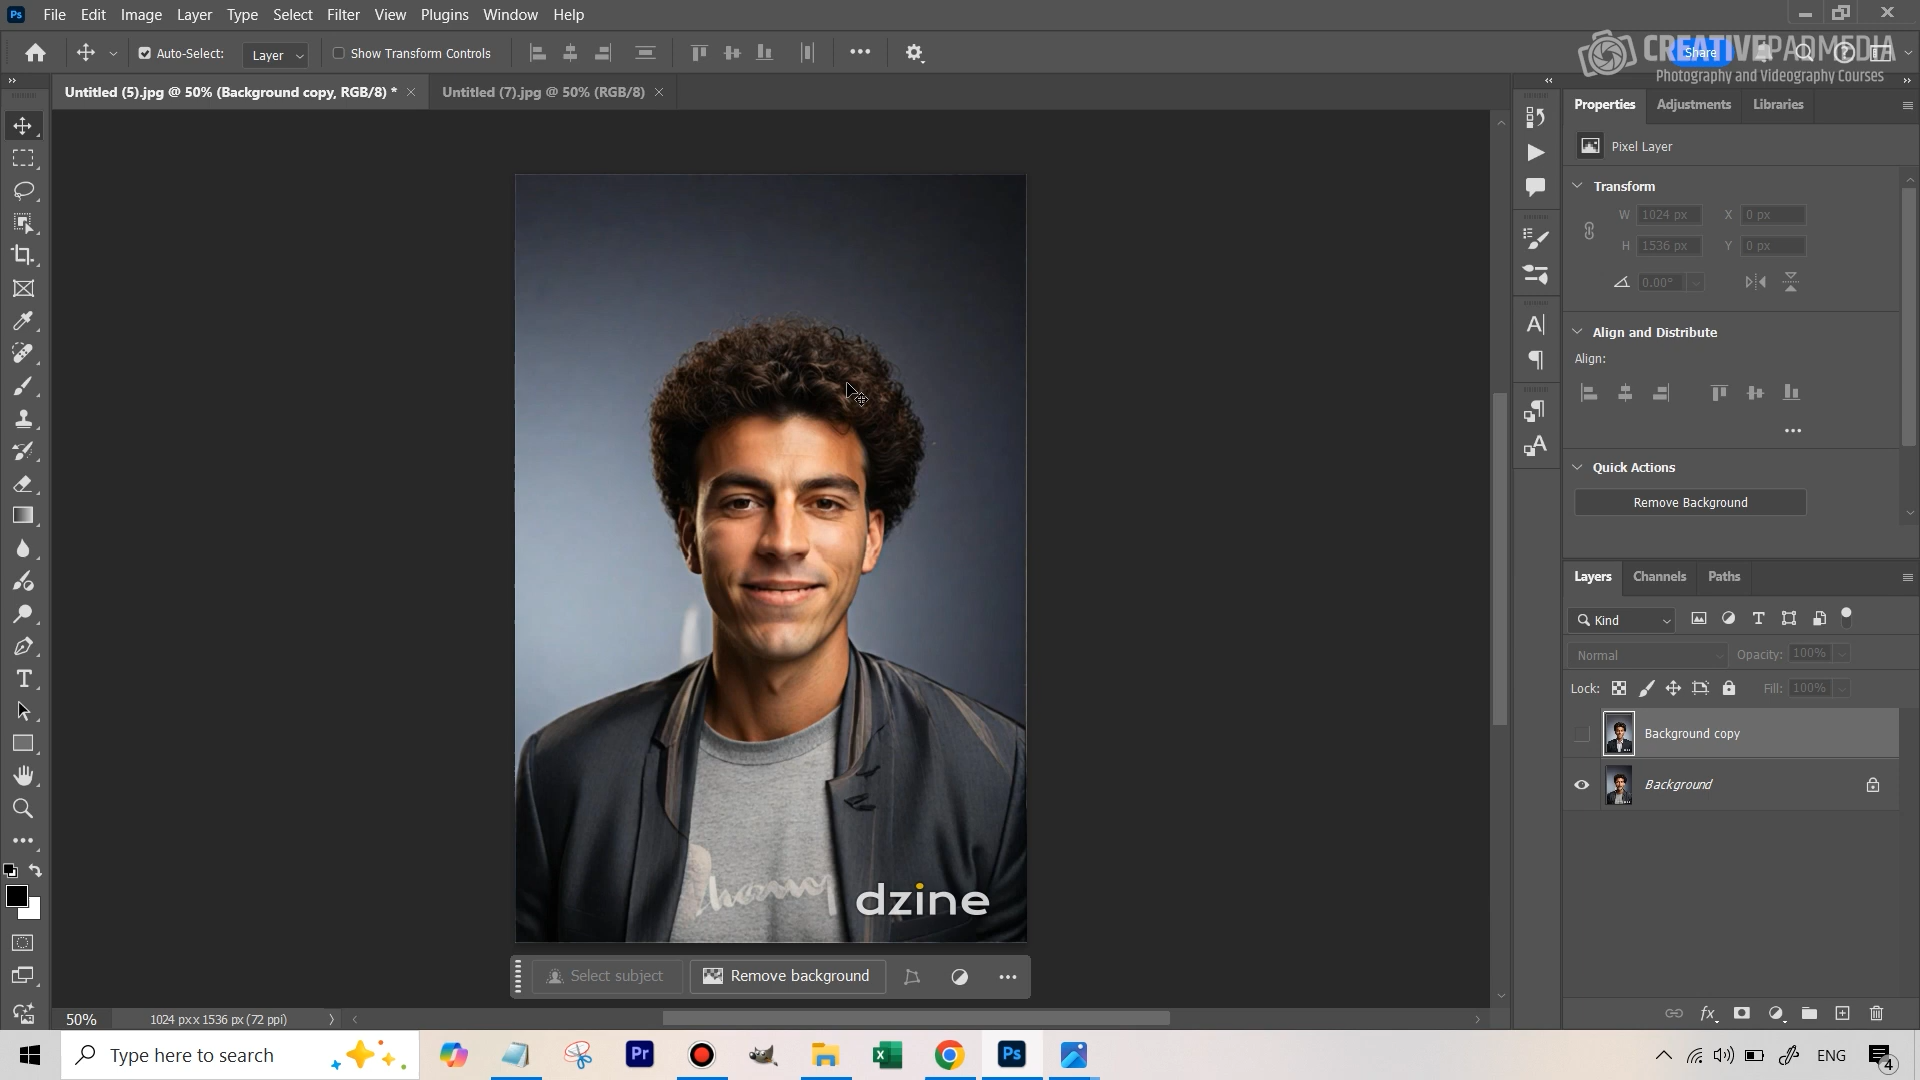 File Edit Image Layer Type Select Filter View Plugins Window Help
Auto-Select: Layer Show Transform Controls
Share
CREATIVEPADMEDIA
Photography and Videography Courses
Untitled (5).jpg @ 50% (Background copy, RGB/8) *
Untitled (7).jpg @ 50% (RGB/8)
Properties Adjustments Libraries
Pixel Layer
Transform
W 1024 px X 0 px
H 1536 px Y 0 px
0.00°
Align and Distribute
Align:
Quick Actions
Remove Background
Layers Channels Paths
Kind
Normal Opacity: 100%
Lock: Fill: 100%
Background copy
Background
dzine
Select subject Remove background
50% 1024 px x 1536 px (72 ppi)
Type here to search
ENG
4